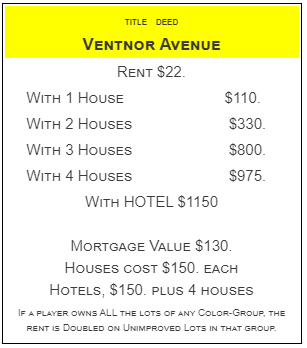 TITLE DEED
VENTNOR AVENUE
RENT $22.
WITH 1 HOUSE $110.
WITH 2 HOUSES $330.
WITH 3 HOUSES $800.
WITH 4 HOUSES $975.
WITH HOTEL $1150
MORTGAGE VALUE $130.
HOUSES COST $150. EACH
HOTELS, $150. PLUS 4 HOUSES
IF A PLAYER OWNS ALL THE LOTS OF ANY COLOR-GROUP, THE
RENT IS DOUBLED ON UNIMPROVED LOTS IN THAT GROUP.